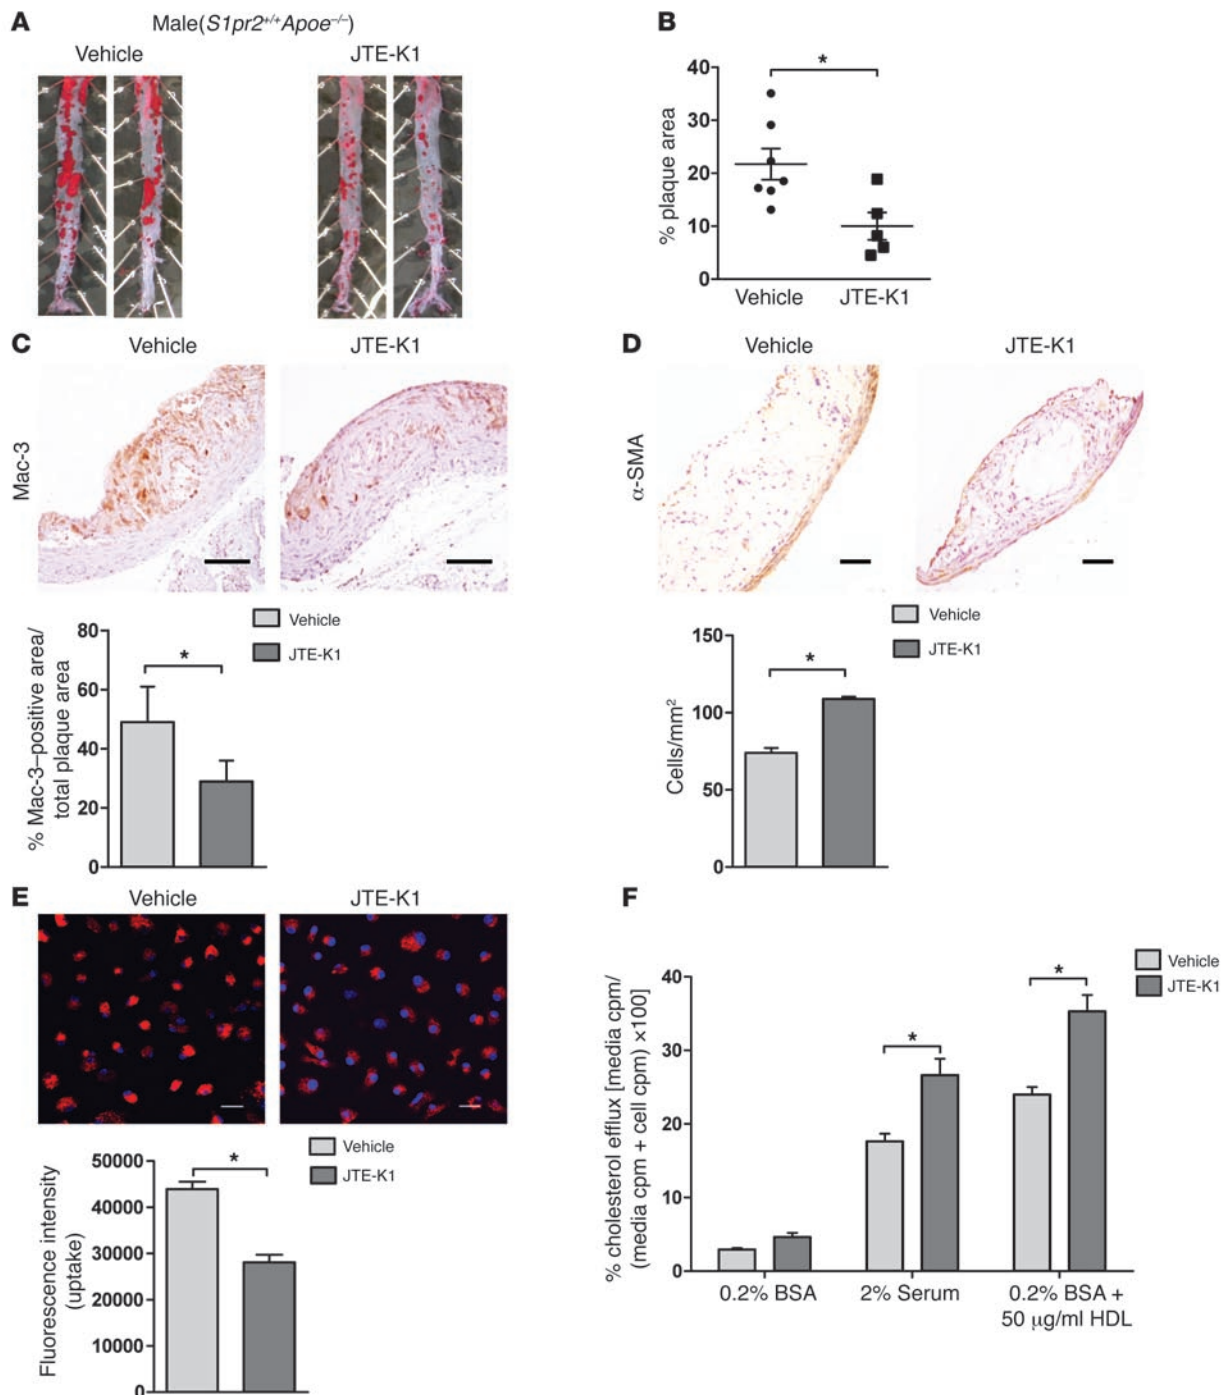 A
Male(S1pr2+/+Apoe−/−)
Vehicle
JTE-K1
B
*
40
30
20
10
0
% plaque area
Vehicle
JTE-K1
C
Vehicle
JTE-K1
Mac-3
Vehicle
JTE-K1
80
60
40
20
0
*
% Mac-3–positive area/
total plaque area
D
Vehicle
JTE-K1
α-SMA
Vehicle
JTE-K1
150
100
50
0
*
Cells/mm2
E
Vehicle
JTE-K1
Vehicle
JTE-K1
50000
40000
30000
20000
10000
0
*
Fluorescence intensity
(uptake)
F
Vehicle
JTE-K1
40
30
20
10
0
*
*
% cholesterol efflux [media cpm/
(media cpm + cell cpm) ×100]
0.2% BSA
2% Serum
0.2% BSA +
50 µg/ml HDL